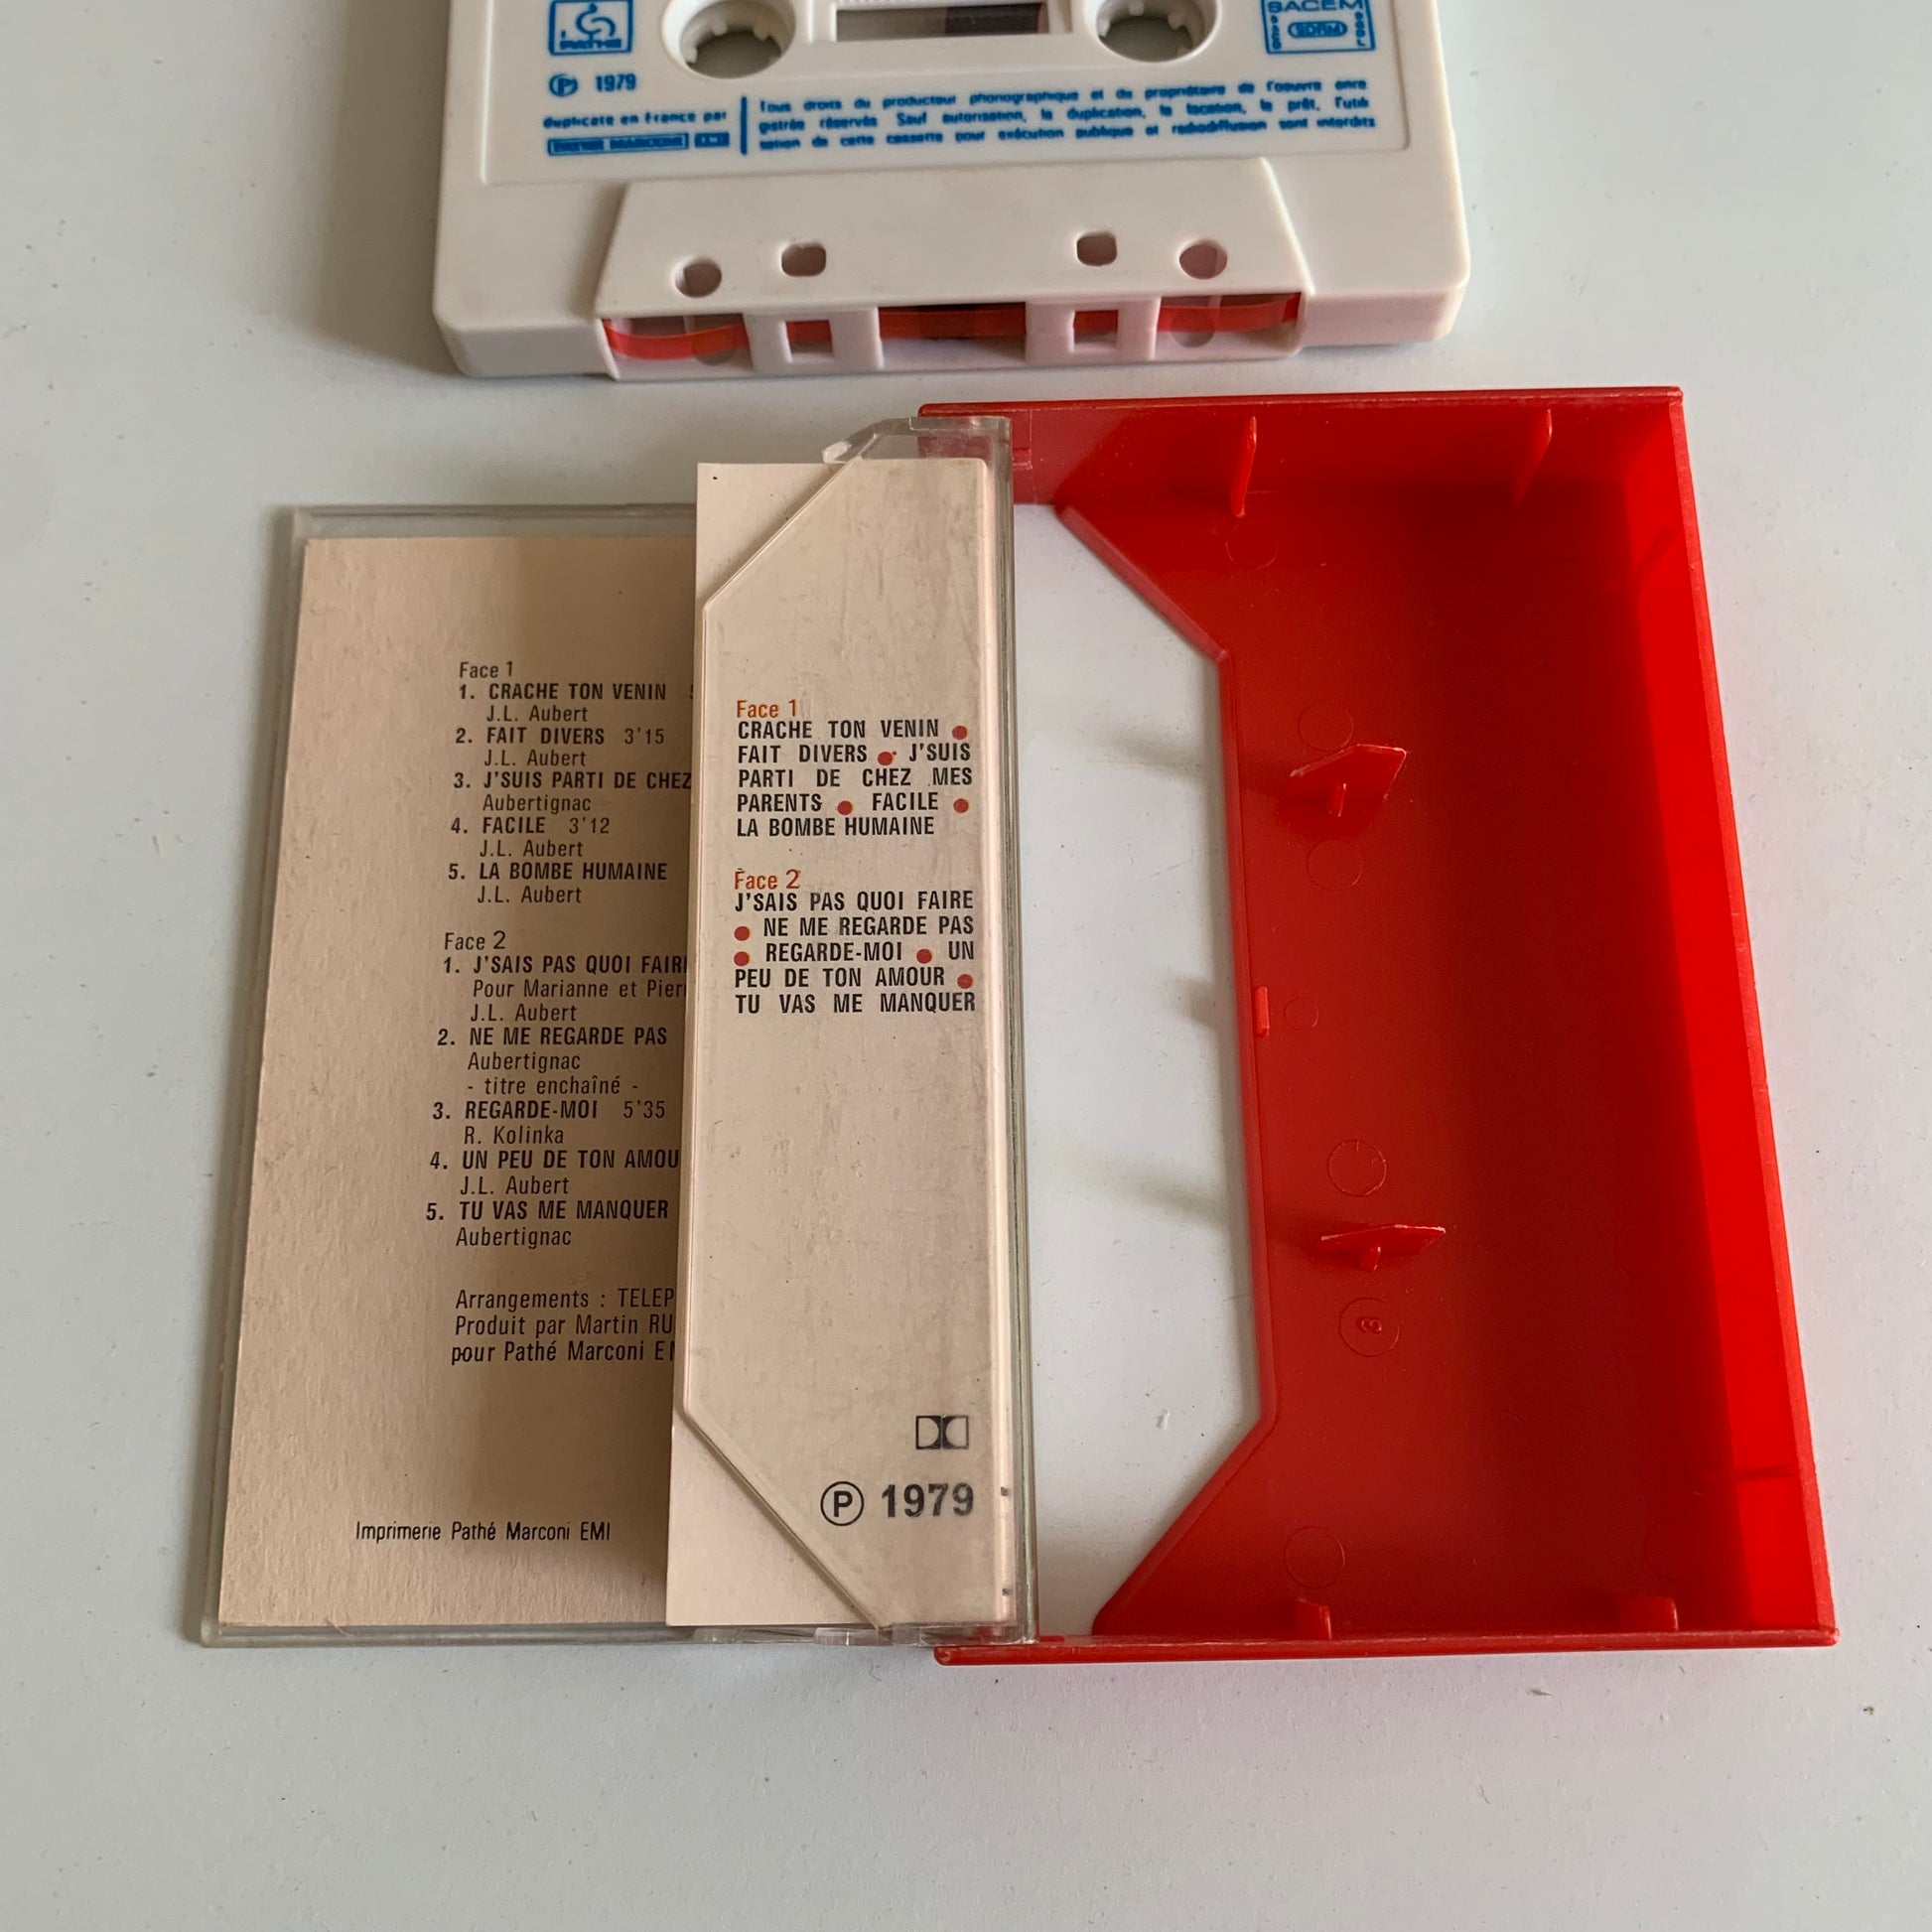 PATHE
SACEM
SDRM
Ⓟ 1979
duplicate en France par
PATHE MARCONI EMI
Tous droits du producteur phonographique et du propriétaire de l'oeuvre enre
gistrée réservés Sauf autorisation, la duplication, la location, le prêt, l'utili
sation de cette cassette pour exécution publique et radiodiffusion sont interdits
Face 1
1. CRACHE TON VENIN
J.L. Aubert
2. FAIT DIVERS 3'15
J.L. Aubert
3. J'SUIS PARTI DE CHEZ
Aubertignac
4. FACILE 3'12
J.L. Aubert
5. LA BOMBE HUMAINE
J.L. Aubert
Face 2
1. J'SAIS PAS QUOI FAIRE
Pour Marianne et Pier
J.L. Aubert
2. NE ME REGARDE PAS
Aubertignac
- titre enchaîné -
3. REGARDE-MOI 5'35
R. Kolinka
4. UN PEU DE TON AMOU
J.L. Aubert
5. TU VAS ME MANQUER
Aubertignac
Arrangements : TELEP
Produit par Martin RU
pour Pathé Marconi EM
Imprimerie Pathé Marconi EMI
Face 1
CRACHE TON VENIN ●
FAIT DIVERS ● J'SUIS
PARTI DE CHEZ MES
PARENTS ● FACILE ●
LA BOMBE HUMAINE
Face 2
J'SAIS PAS QUOI FAIRE
● NE ME REGARDE PAS
● REGARDE-MOI ● UN
PEU DE TON AMOUR ●
TU VAS ME MANQUER
Ⓟ 1979
3